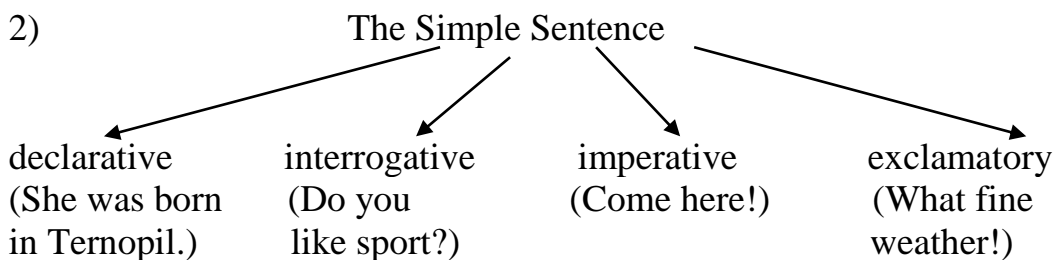 2) The Simple Sentence
declarative interrogative imperative exclamatory
(She was born (Do you (Come here!) (What fine
in Ternopil.) like sport?) weather!)